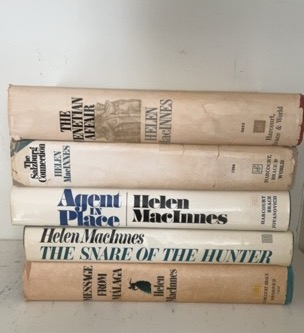 THE
VENETIAN
AFFAIR
HELEN
MacINNES
Harcourt,
Brace & World
The
Salzburg
Connection
HELEN
MacINNES
HARCOURT,
BRACE &
WORLD
Agent
in
Place
Helen
MacInnes
HARCOURT
BRACE
JOVANOVICH
Helen MacInnes
THE SNARE OF THE HUNTER
MESSAGE
FROM
MALAGA
Helen
MacInnes